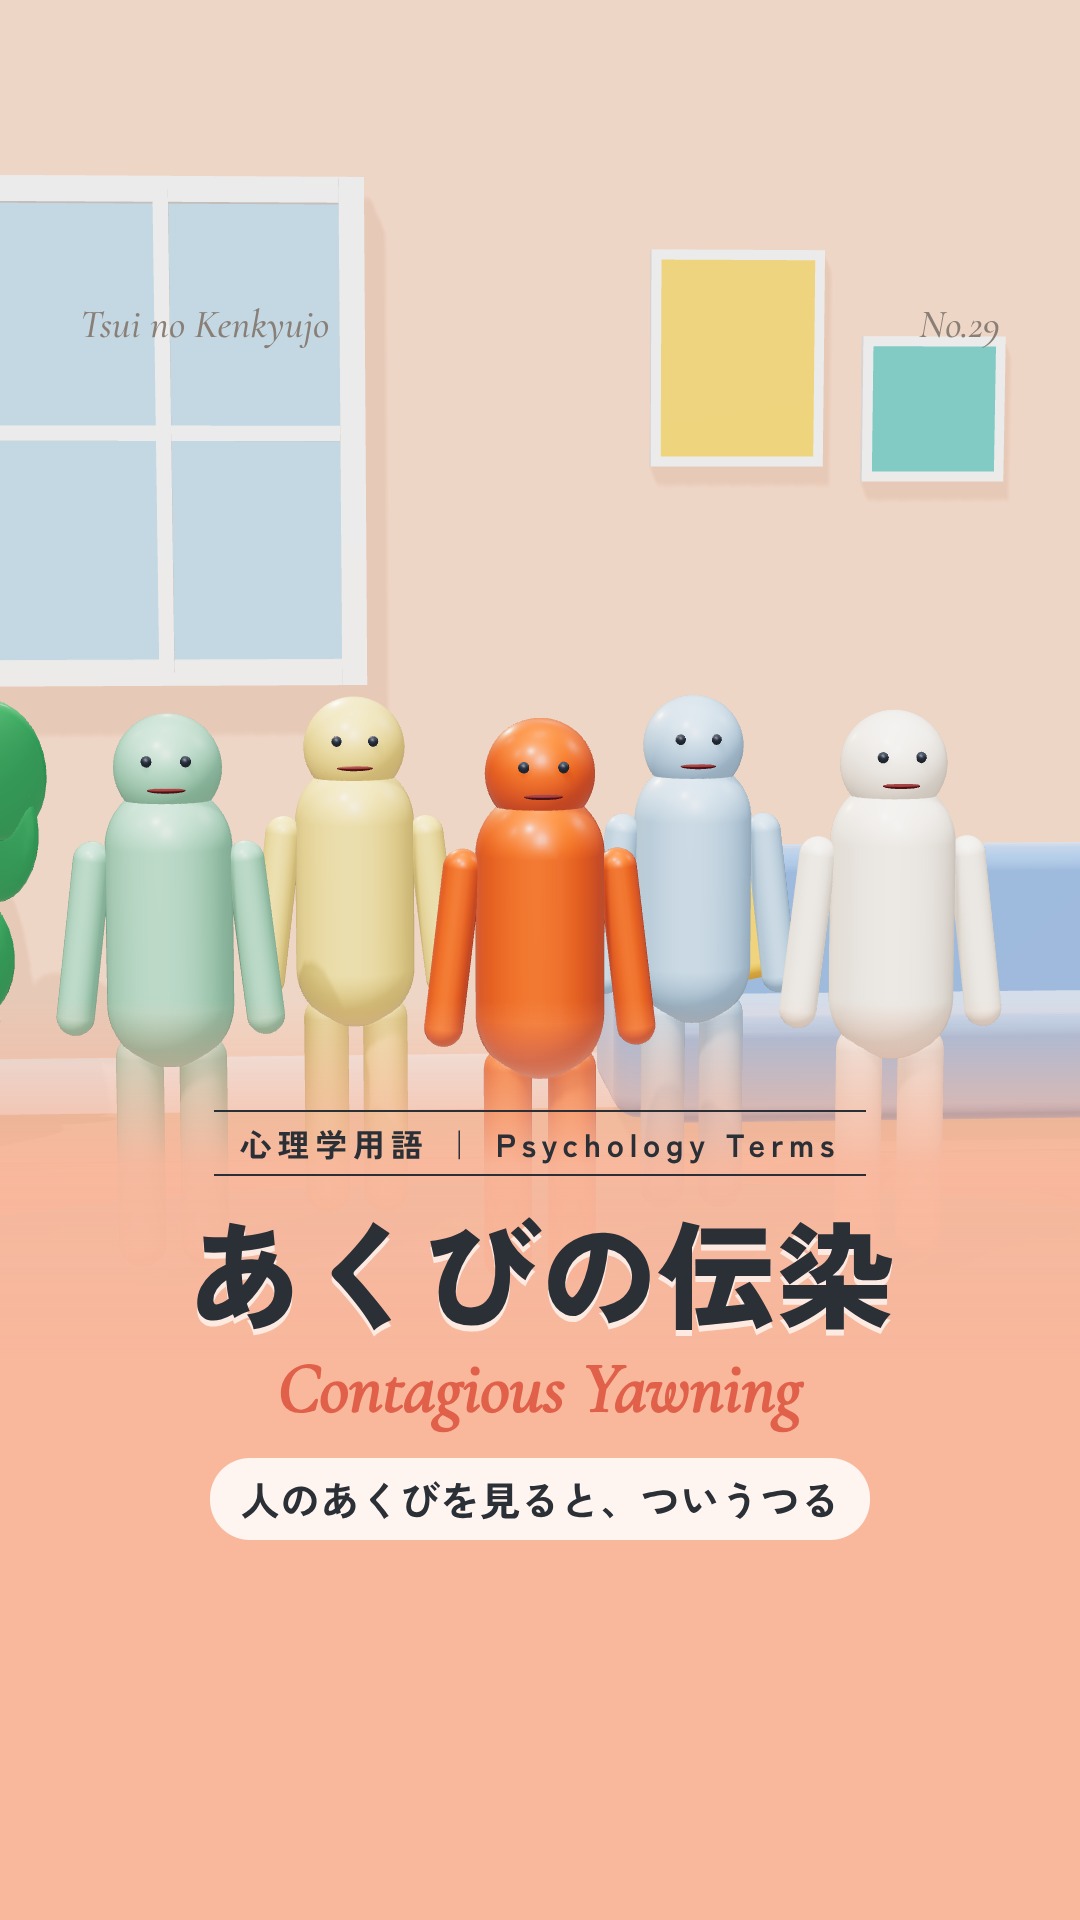 Tsui no Kenkyujo
No.29
心理学用語 | Psychology Terms
あくびの伝染
Contagious Yawning
人のあくびを見ると、ついうつる